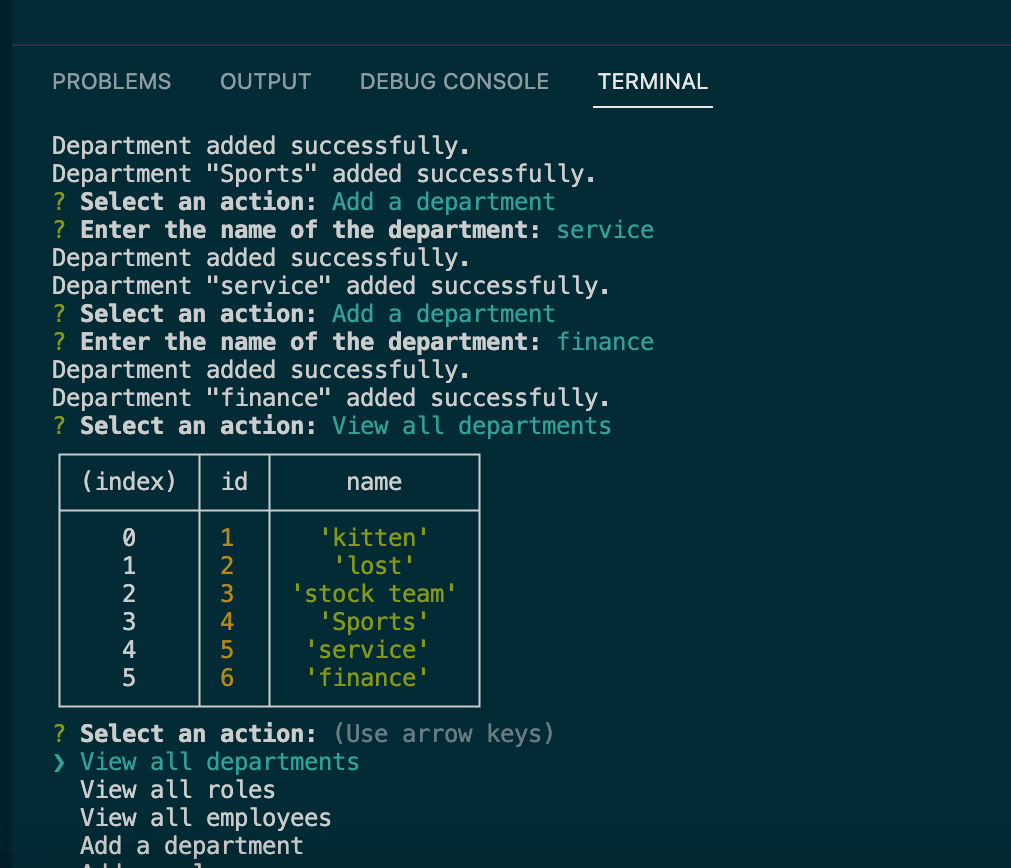 PROBLEMS OUTPUT DEBUG CONSOLE TERMINAL
Department added successfully.
Department "Sports" added successfully.
? Select an action: Add a department
? Enter the name of the department: service
Department added successfully.
Department "service" added successfully.
? Select an action: Add a department
? Enter the name of the department: finance
Department added successfully.
Department "finance" added successfully.
? Select an action: View all departments
(index) id name
0 1 'kitten'
1 2 'lost'
2 3 'stock team'
3 4 'Sports'
4 5 'service'
5 6 'finance'
? Select an action: (Use arrow keys)
❯ View all departments
View all roles
View all employees
Add a department